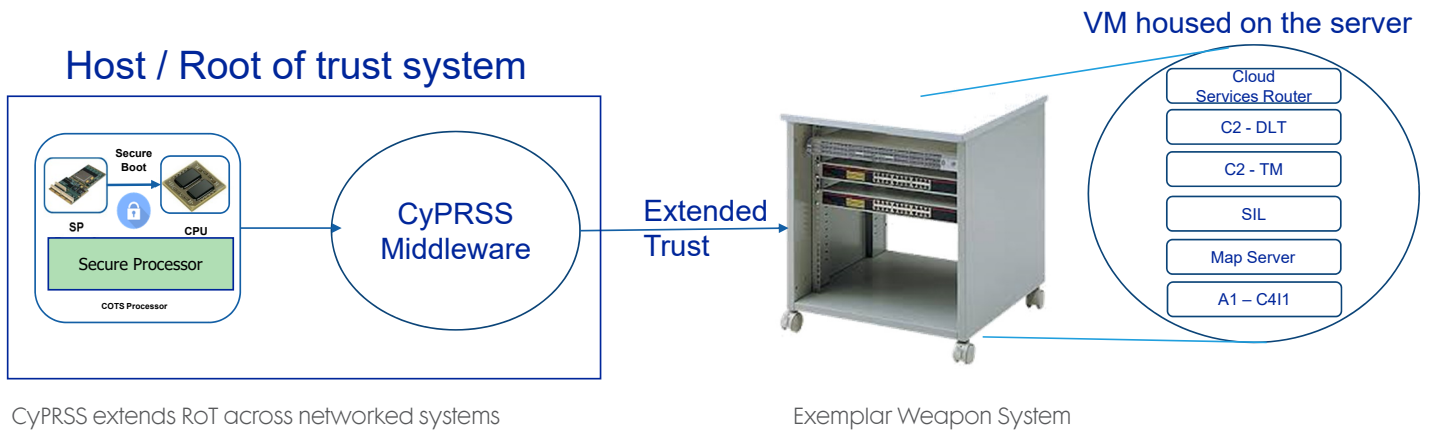 VM housed on the server
Host / Root of trust system
Secure
Boot
SP
CPU
Secure Processor
COTS Processor
CyPRSS
Middleware
Extended
Trust
Cloud
Services Router
C2 - DLT
C2 - TM
SIL
Map Server
A1 – C4I1
CyPRSS extends RoT across networked systems
Exemplar Weapon System